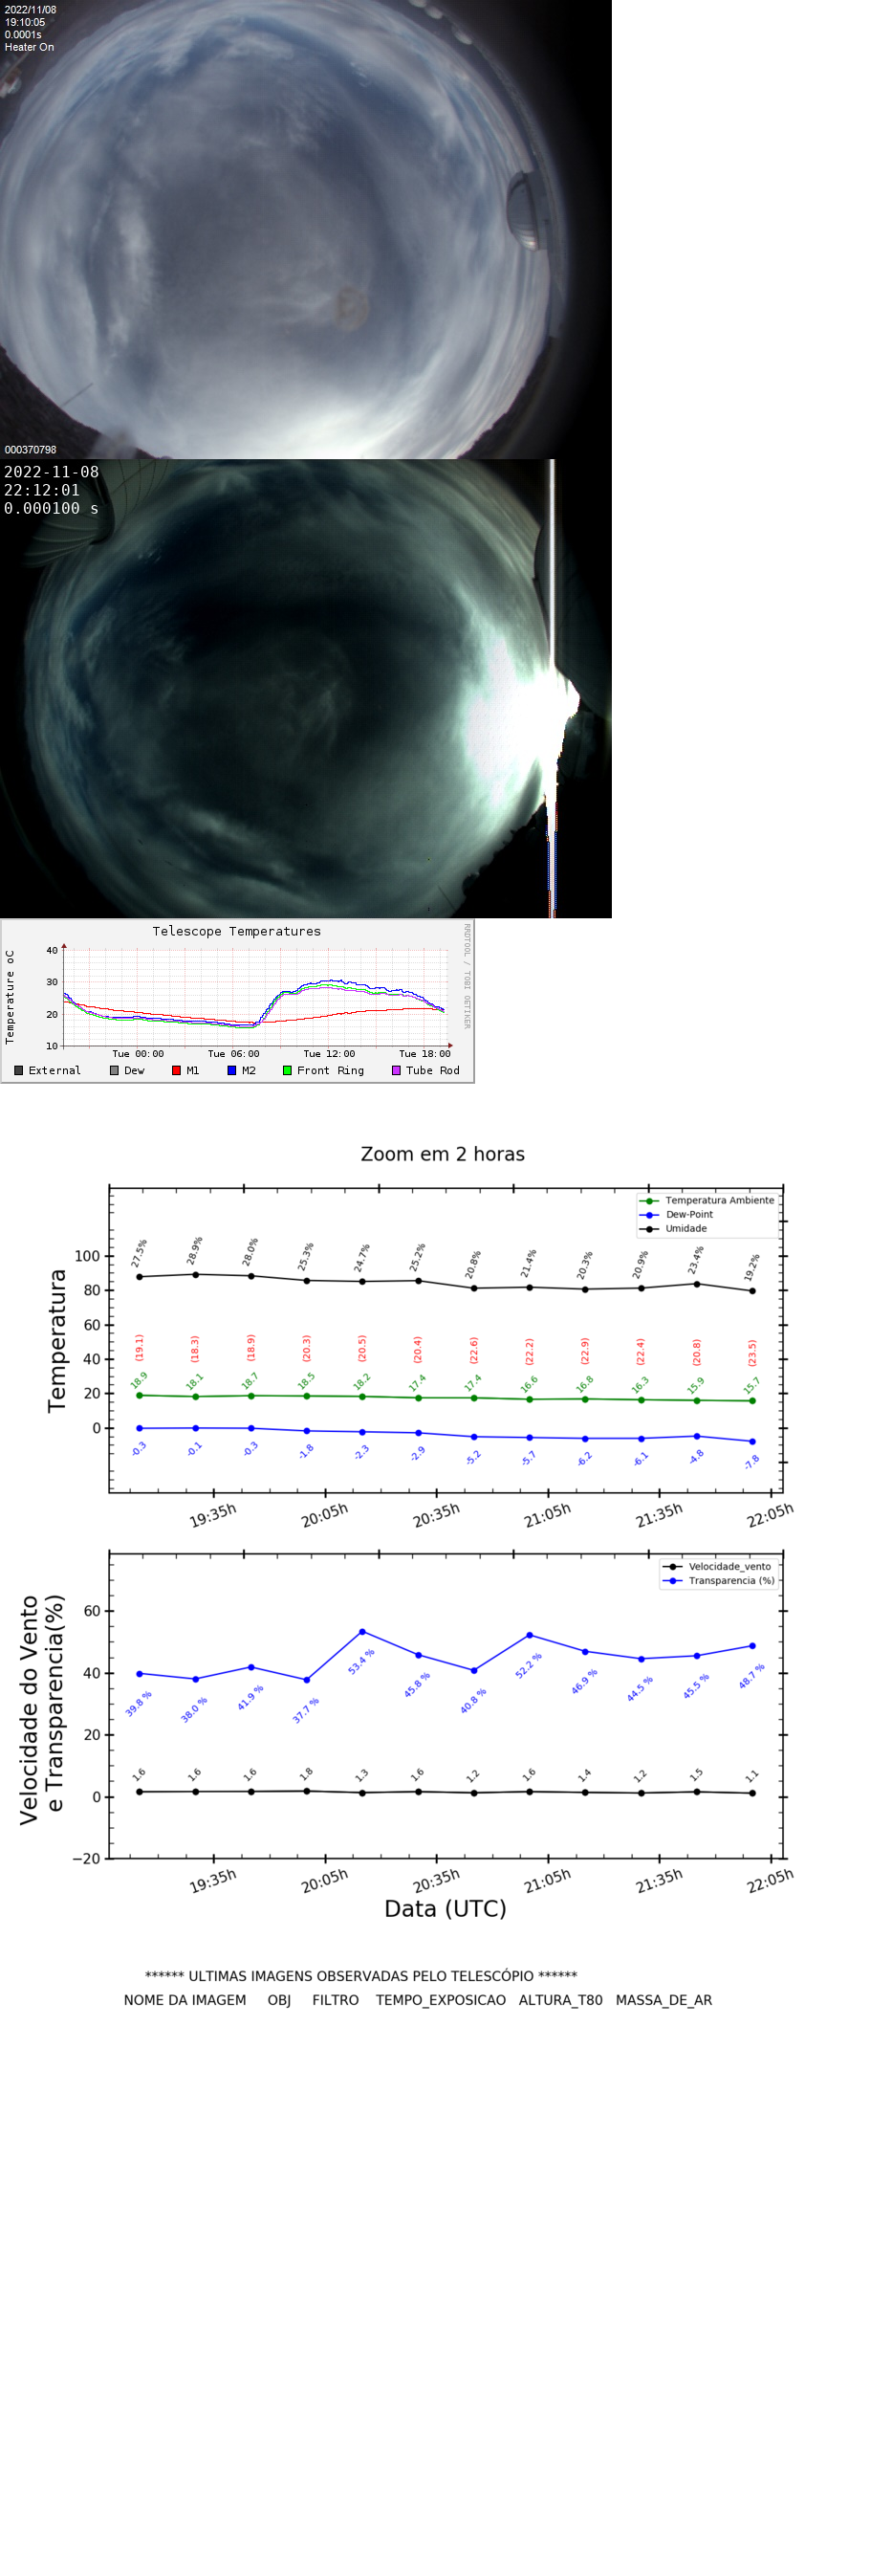 2022/11/08
19:10:05
0.0001s
Heater On
000370798
2022-11-08
22:12:01
0.000100 s
Telescope Temperatures
RRDTOOL / TOBI OETIKER
Temperature oC
40
30
20
10
Tue 00:00 Tue 06:00 Tue 12:00 Tue 18:00
External Dew M1 M2 Front Ring Tube Rod
Zoom em 2 horas
Temperatura Ambiente
Dew-Point
Umidade
Temperatura
100
80
60
40
20
0
27.5% 28.9% 28.0% 25.3% 24.7% 25.2% 20.8% 21.4% 20.3% 20.9% 23.4% 19.2%
(19.1) (18.3) (18.9) (20.3) (20.5) (20.4) (22.6) (22.2) (22.9) (22.4) (20.8) (23.5)
18.9 18.1 18.7 18.5 18.2 17.4 17.4 16.6 16.8 16.3 15.9 15.7
-0.3 -0.1 -0.3 -1.8 -2.3 -2.9 -5.2 -5.7 -6.2 -6.1 -4.8 -7.8
19:35h 20:05h 20:35h 21:05h 21:35h 22:05h
Velocidade_vento
Transparencia (%)
Velocidade do Vento
e Transparencia(%)
60
40
20
0
−20
39.8 % 38.0 % 41.9 % 37.7 % 53.4 % 45.8 % 40.8 % 52.2 % 46.9 % 44.5 % 45.5 % 48.7 %
1.6 1.6 1.6 1.8 1.3 1.6 1.2 1.6 1.4 1.2 1.5 1.1
19:35h 20:05h 20:35h 21:05h 21:35h 22:05h
Data (UTC)
****** ULTIMAS IMAGENS OBSERVADAS PELO TELESCÓPIO ******
NOME DA IMAGEM OBJ FILTRO TEMPO_EXPOSICAO ALTURA_T80 MASSA_DE_AR